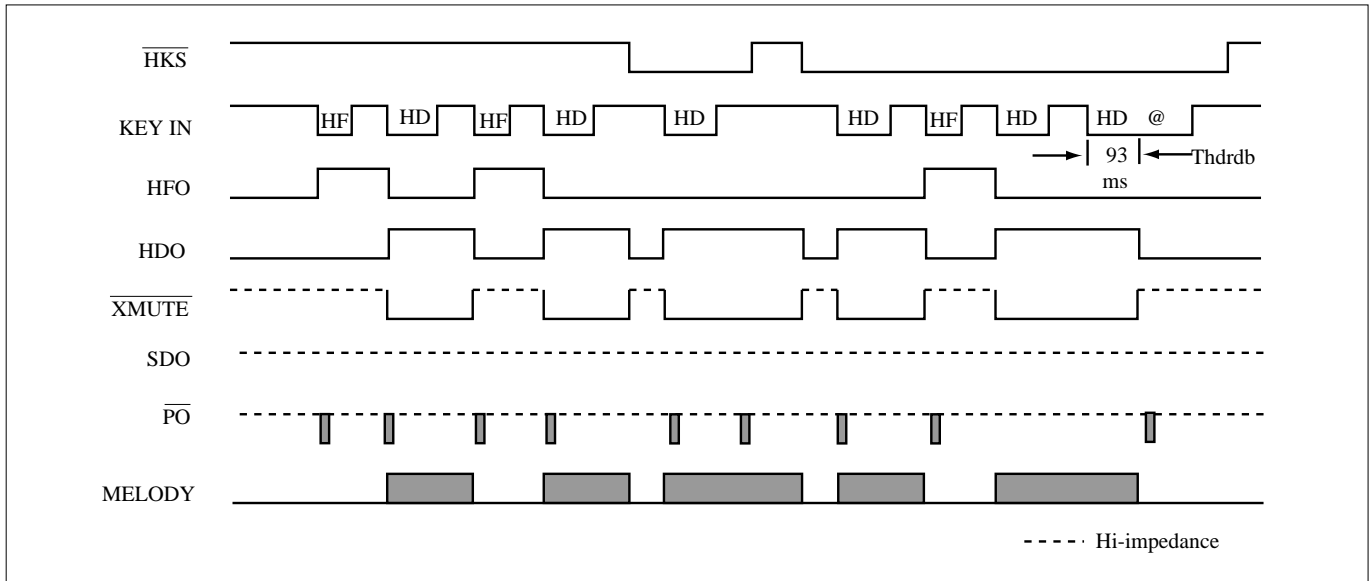 HKS
KEY IN HF HD HF HD HD HD HF HD HD @
93 ms Thdrdb
HFO
HDO
XMUTE
SDO
PO
MELODY
Hi-impedance